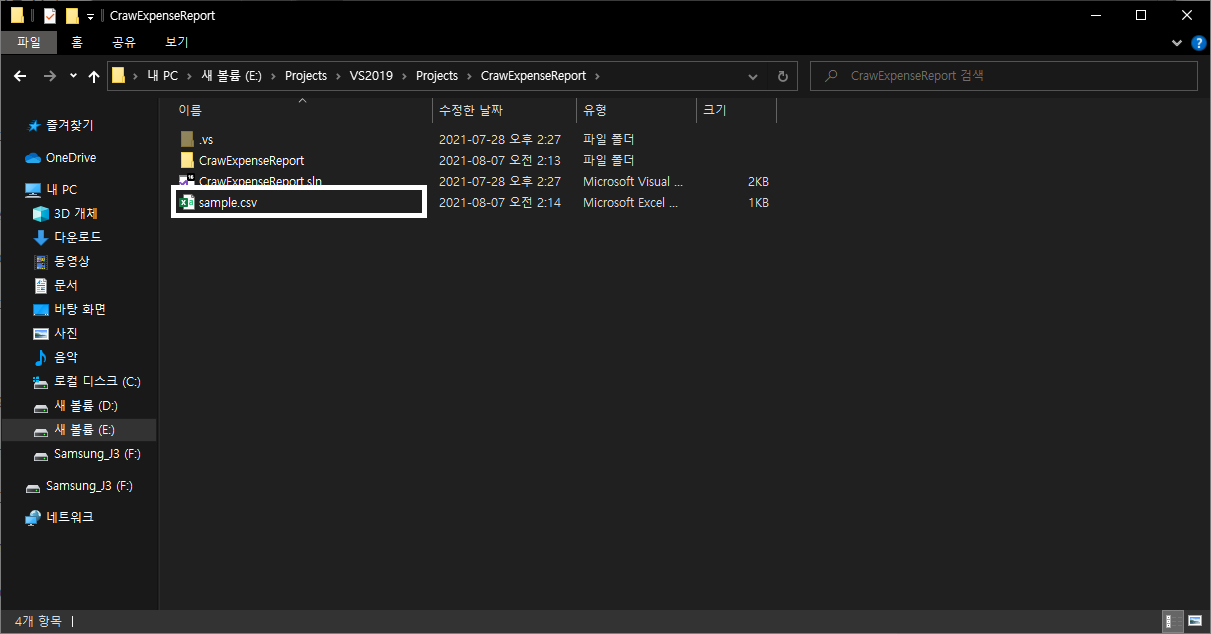 CrawExpenseReport
파일 홈 공유 보기
내 PC 새 볼륨 (E:) Projects VS2019 Projects CrawExpenseReport
CrawExpenseReport 검색
이름 수정한 날짜 유형 크기
.vs 2021-07-28 오후 2:27 파일 폴더
CrawExpenseReport 2021-08-07 오전 2:13 파일 폴더
CrawExpenseReport.sln 2021-07-28 오후 2:27 Microsoft Visual ... 2KB
sample.csv 2021-08-07 오전 2:14 Microsoft Excel ... 1KB
즐겨찾기
OneDrive
내 PC
3D 개체
다운로드
동영상
문서
바탕 화면
사진
음악
로컬 디스크 (C:)
새 볼륨 (D:)
새 볼륨 (E:)
Samsung_J3 (F:)
Samsung_J3 (F:)
네트워크
4개 항목